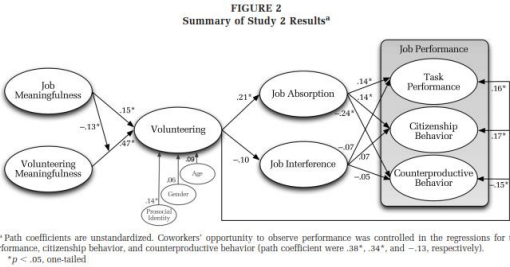 FIGURE 2
Summary of Study 2 Resultsa
Job Performance
Job
Meaningfulness
Task
Performance
.14*
.16*
.21*
Job Absorption
.14*
.15*
-.24*
-.13*
Volunteering
Citizenship
Behavior
.47*
.17*
Volunteering
Meaningfulness
-.10
Job Interference
-.07
.07
-.05
Counterproductive
Behavior
-.15*
.09
Age
.06
Gender
.14*
Prosocial
Identity
a Path coefficients are unstandardized. Coworkers' opportunity to observe performance was controlled in the regressions for
formance, citizenship behavior, and counterproductive behavior (path coefficient were .38*, .34*, and −.13, respectively).
*p < .05, one-tailed